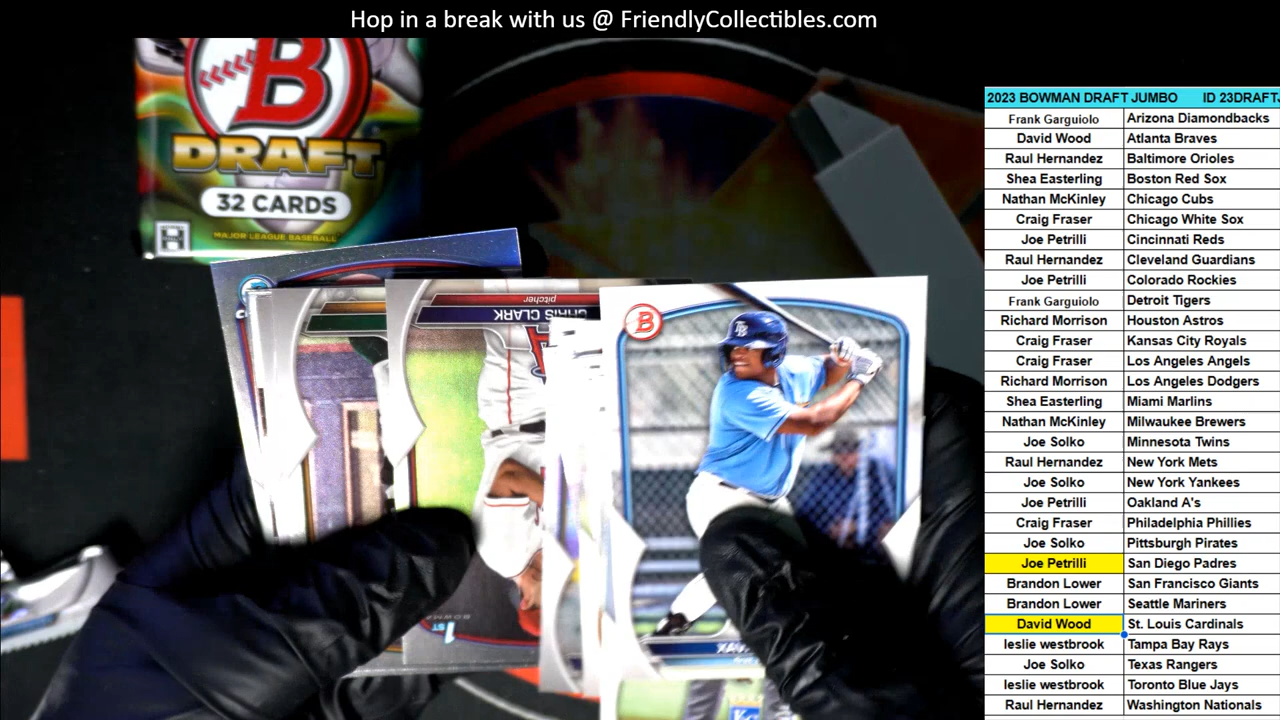 Hop in a break with us @ FriendlyCollectibles.com
B
DRAFT
32 CARDS
MAJOR LEAGUE BASEBALL
pitcher
CHRIS CLARK
B
TB
1ST
2023 BOWMAN DRAFT JUMBO ID 23DRAFTJ
Frank Garguiolo Arizona Diamondbacks
David Wood Atlanta Braves
Raul Hernandez Baltimore Orioles
Shea Easterling Boston Red Sox
Nathan McKinley Chicago Cubs
Craig Fraser Chicago White Sox
Joe Petrilli Cincinnati Reds
Raul Hernandez Cleveland Guardians
Joe Petrilli Colorado Rockies
Frank Garguiolo Detroit Tigers
Richard Morrison Houston Astros
Craig Fraser Kansas City Royals
Craig Fraser Los Angeles Angels
Richard Morrison Los Angeles Dodgers
Shea Easterling Miami Marlins
Nathan McKinley Milwaukee Brewers
Joe Solko Minnesota Twins
Raul Hernandez New York Mets
Joe Solko New York Yankees
Joe Petrilli Oakland A's
Craig Fraser Philadelphia Phillies
Joe Solko Pittsburgh Pirates
Joe Petrilli San Diego Padres
Brandon Lower San Francisco Giants
Brandon Lower Seattle Mariners
David Wood St. Louis Cardinals
leslie westbrook Tampa Bay Rays
Joe Solko Texas Rangers
leslie westbrook Toronto Blue Jays
Raul Hernandez Washington Nationals